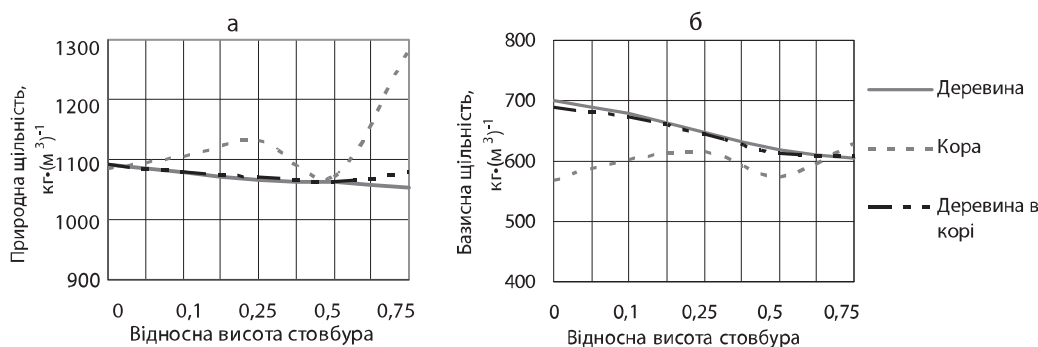 а
Природна щільність,
кг•(м ³)-¹
1300
1200
1100
1000
900
0 0,1 0,25 0,5 0,75
Відносна висота стовбура
б
Базисна щільність,
кг•(м ³)-¹
800
700
600
500
400
0 0,1 0,25 0,5 0,75
Відносна висота стовбура
Деревина
Кора
Деревина в
корі